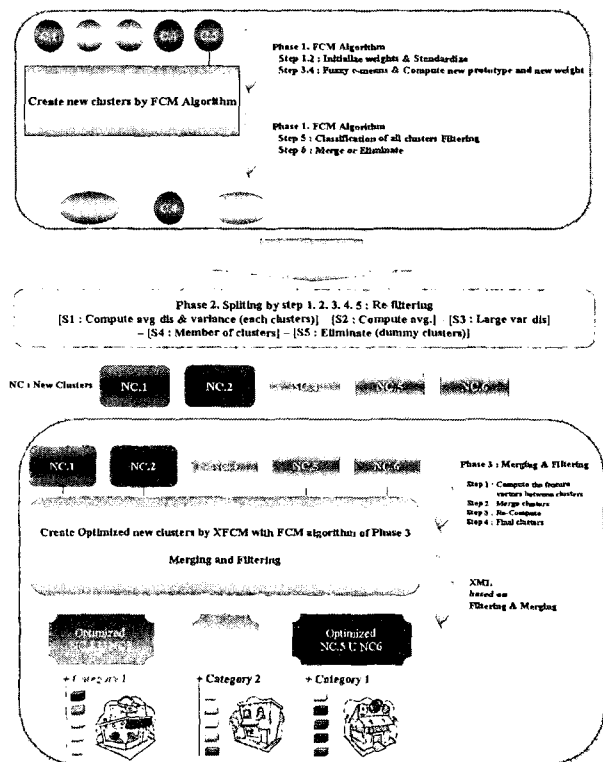 Phase 1. FCM Algorithm
Step 1.2 : Initialize weights & Standardize
Step 3.4 : Fuzzy c-means & Compute new prototype and new weight
Create new clusters by FCM Algorithm
Phase 1. FCM Algorithm
Step 5 : Classification of all clusters Filtering
Step 6 : Merge or Eliminate
Phase 2. Spliting by step 1. 2. 3. 4. 5 : Re-filtering
[S1 : Compute avg dis & variance (each clusters)] [S2 : Compute avg.] – [S3 : Large var dis]
– [S4 : Member of clusters] – [S5 : Eliminate (dummy clusters)]
NC : New Clusters
NC.1
NC.2
NC.5
NC.6
NC.1
NC.2
NC.5
NC.6
Phase 3 : Merging & Filtering
Step 1 : Compute the feature
vectors between clusters
Step 2 Merge clusters
Step 3 : Re-Compute
Step 4 : Final clusters
Create Optimized new clusters by XFCM with FCM algorithm of Phase 3
Merging and Filtering
XML
based on
Filtering & Merging
Optimized
Optimized
NC.5 U NC6
+ Category 1
+ Category 2
+ Category 1